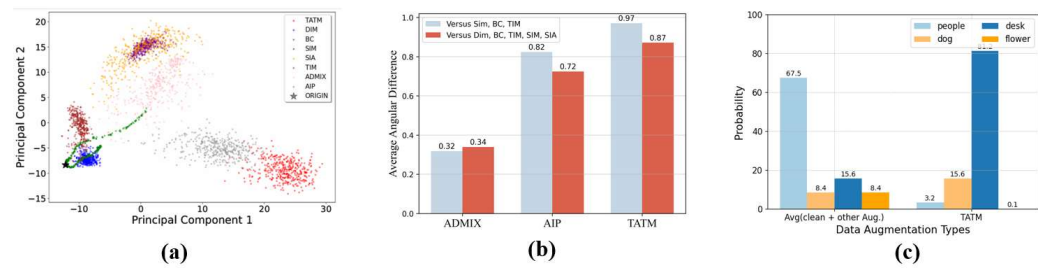 TATM
DIM
BC
SIM
SIA
TIM
ADMIX
AIP
ORIGIN
Principal Component 2
20
15
10
5
0
−5
−10
−15
−10
0
10
20
30
Principal Component 1
(a)
Average Angular Difference
1.0
0.8
0.6
0.4
0.2
0.0
Versus Sim, BC, TIM
Versus Dim, BC, TIM, SIM, SIA
0.32
0.34
0.82
0.72
0.97
0.87
ADMIX
AIP
TATM
(b)
Probability
100
80
60
40
20
0
people
dog
desk
flower
67.5
8.4
15.6
8.4
3.2
15.6
0.1
Avg(clean + other Aug.)
TATM
Data Augmentation Types
(c)